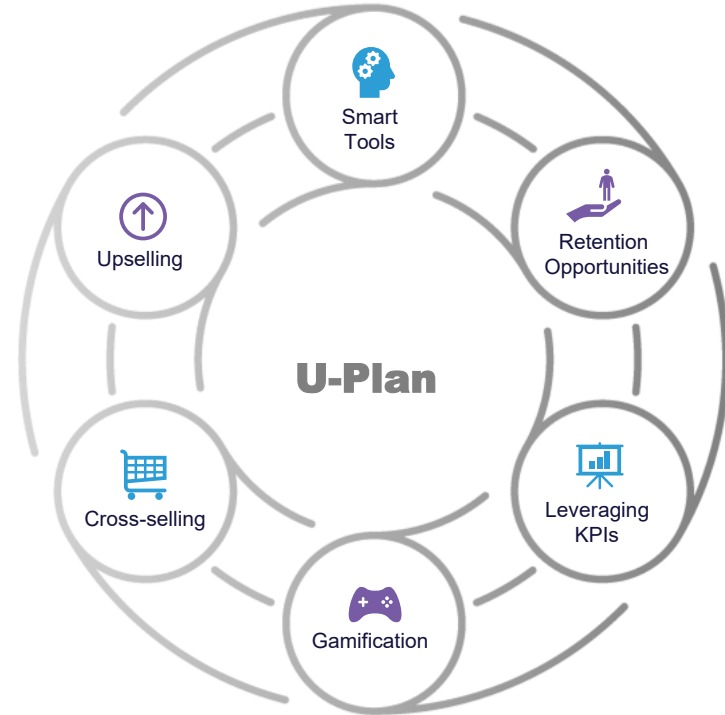 Smart
Tools
Retention
Opportunities
Upselling
U-Plan
Leveraging
KPIs
Cross-selling
Gamification